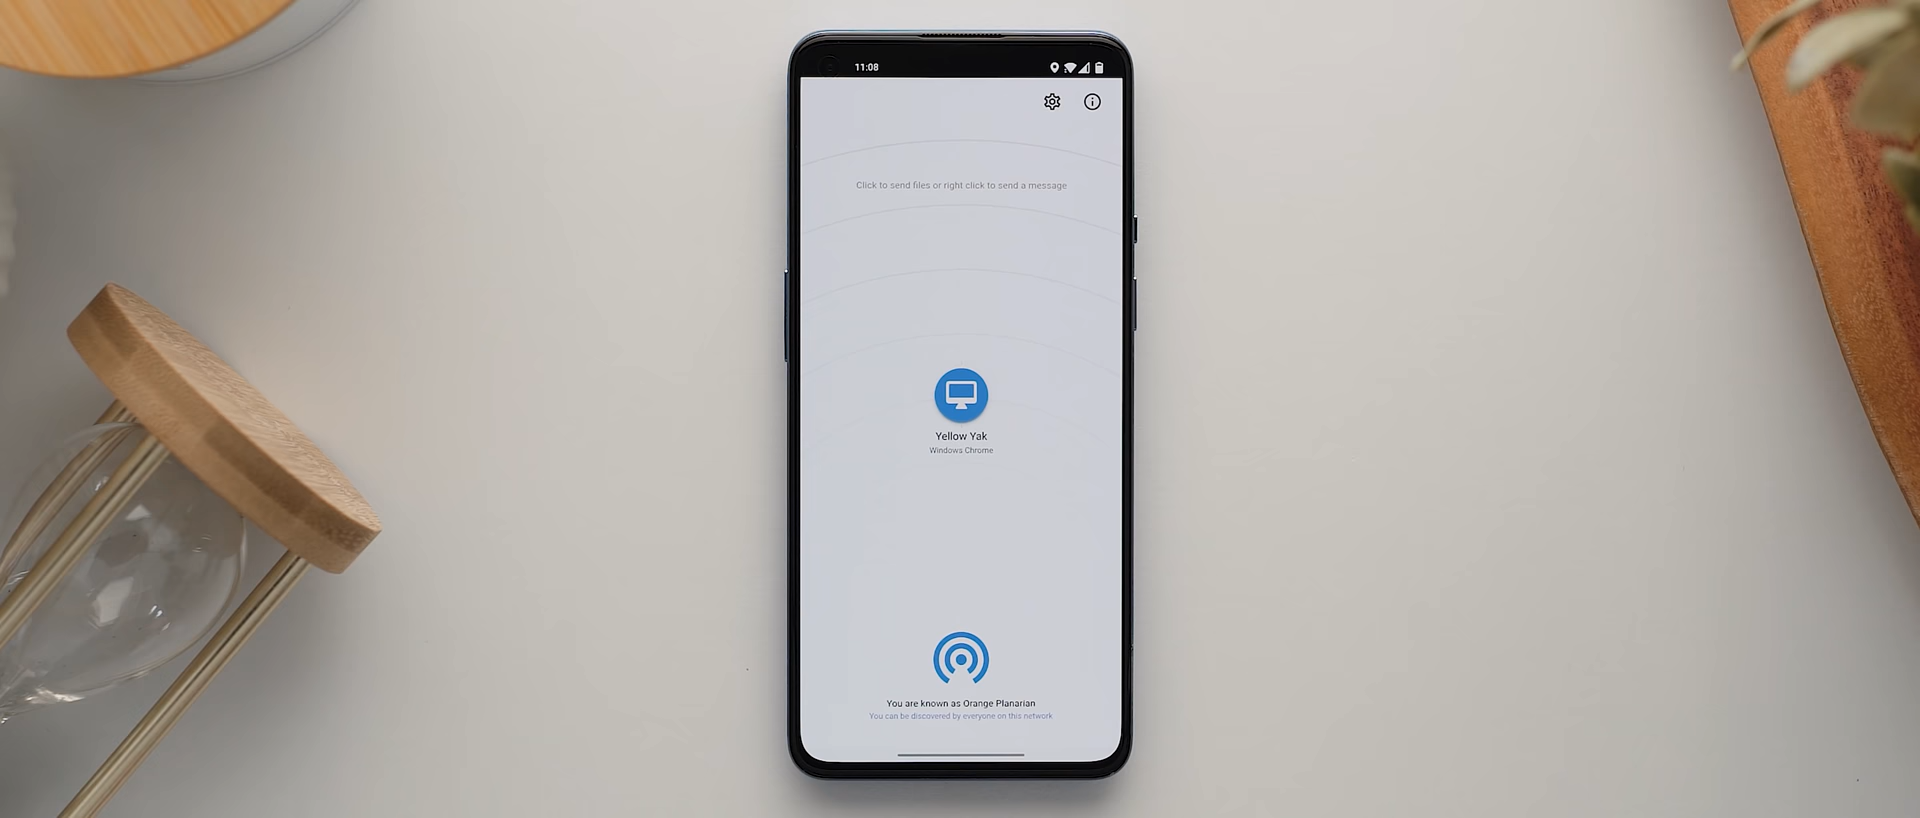 11:08
Click to send files or right click to send a message
Yellow Yak
Windows Chrome
You are known as Orange Planarian
You can be discovered by everyone on this network